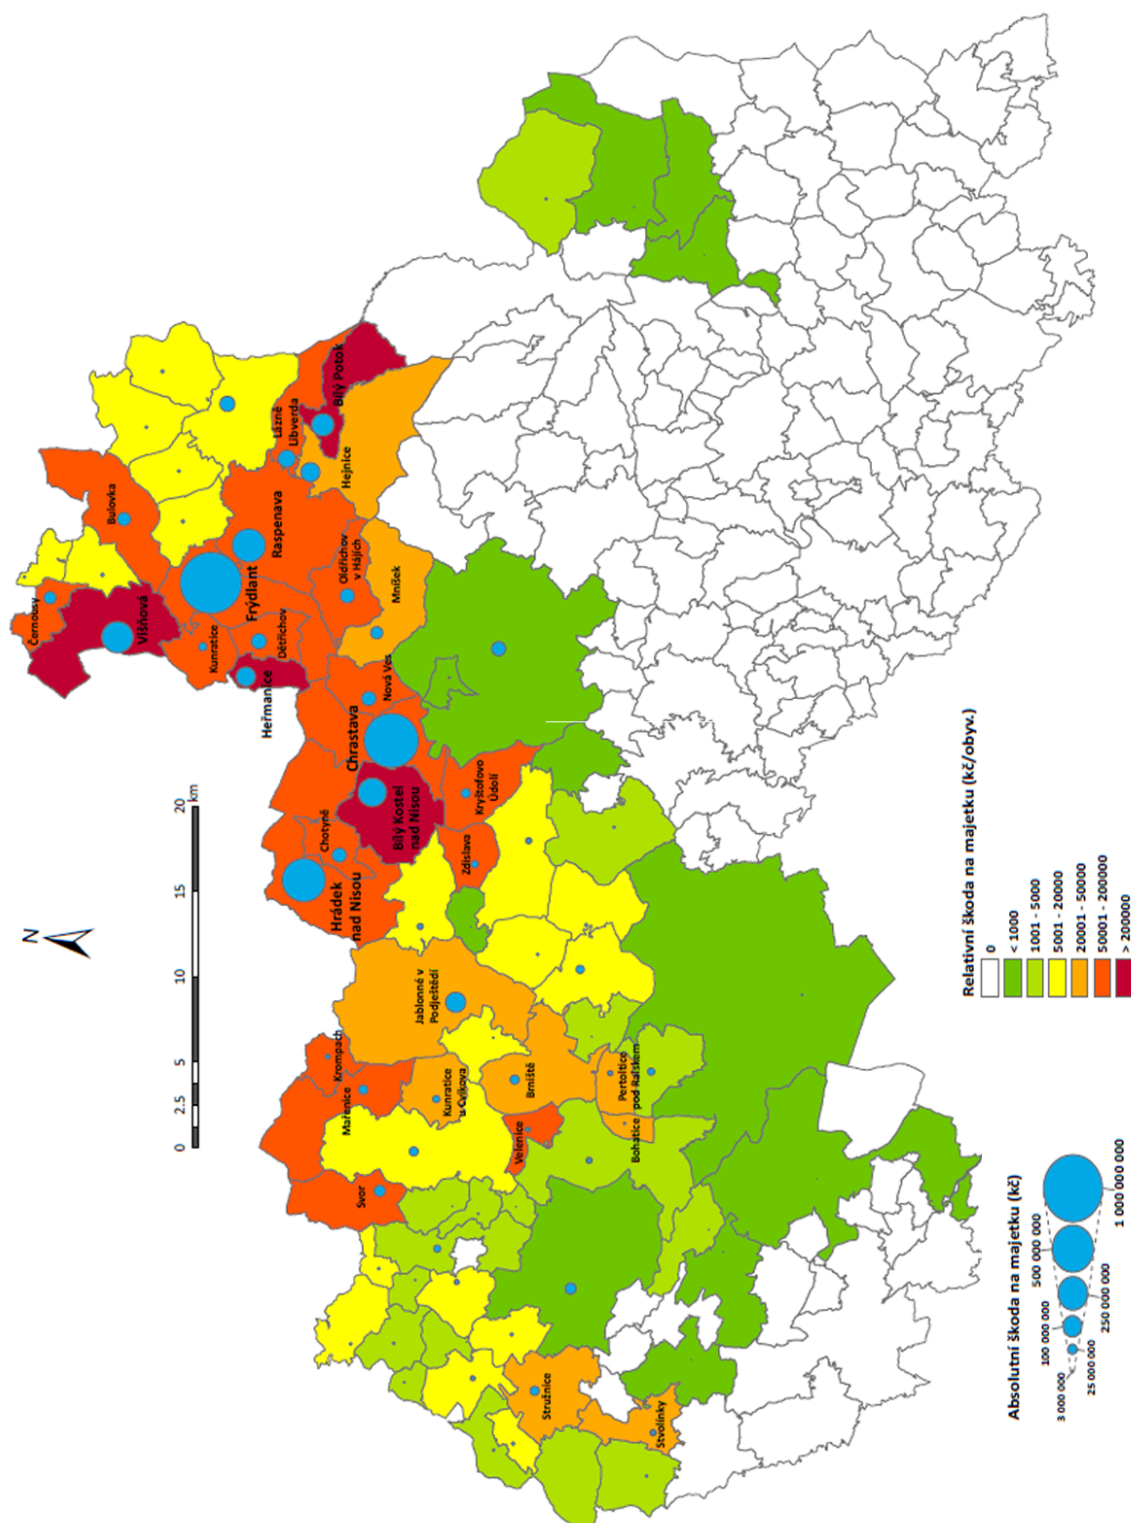 N
0
2.5
5
10
15
20
km
Černousy
Višňová
Bulovka
Kunratice
Frýdlant
Raspenava
Lázně
Libverda
Bílý Potok
Hejnice
Dětřichov
Heřmanice
Oldřichov
v Hájích
Mníšek
Nová Ves
Chrastava
Bílý Kostel
nad Nisou
Chotyně
Hrádek
nad Nisou
Kryštofovo
Údolí
Zdislava
Jablonné v
Podještědí
Krompach
Mařenice
Kunratice
u Cvikova
Brniště
Velenice
Pertoltice
pod Ralskem
Bohatice
Svor
Stružnice
Stvolínky
Absolutní škoda na majetku (kč)
3 000 000
25 000 000
100 000 000
250 000 000
500 000 000
1 000 000 000
Relativní škoda na majetku (kč/obyv.)
0
< 1000
1001 - 5000
5001 - 20000
20001 - 50000
50001 - 200000
> 200000